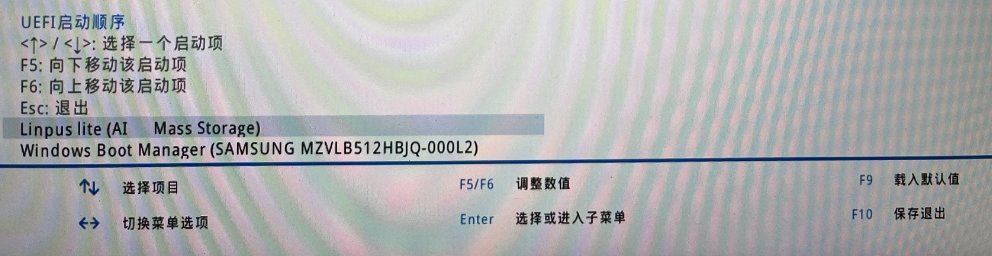 UEFI启动顺序
<↑> / <↓>: 选择一个启动项
F5: 向下移动该启动项
F6: 向上移动该启动项
Esc: 退出
Linpus lite (AI Mass Storage)
Windows Boot Manager (SAMSUNG MZVLB512HBJQ-000L2)
↑↓ 选择项目 F5/F6 调整数值 F9 载入默认值
←→ 切换菜单选项 Enter 选择或进入子菜单 F10 保存退出